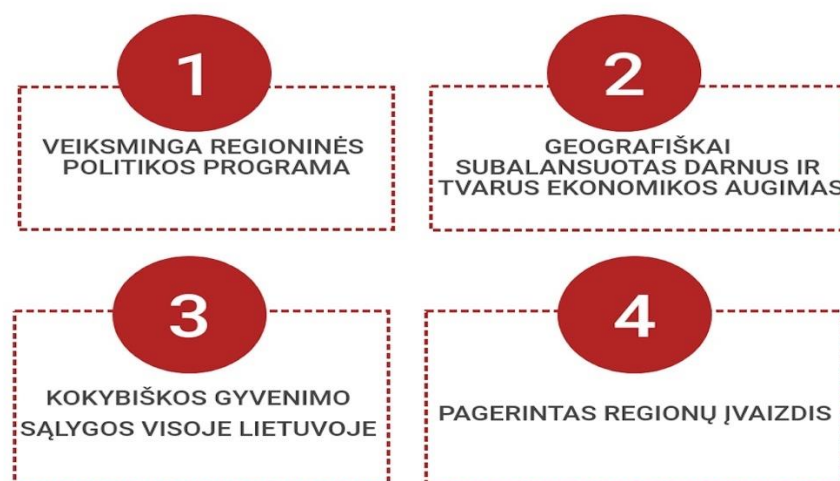 1
VEIKSMINGA REGIONINĖS
POLITIKOS PROGRAMA
2
GEOGRAFIŠKAI
SUBALANSUOTAS DARNUS IR
TVARUS EKONOMIKOS AUGIMAS
3
KOKYBIŠKOS GYVENIMO
SĄLYGOS VISOJE LIETUVOJE
4
PAGERINTAS REGIONŲ ĮVAIZDIS